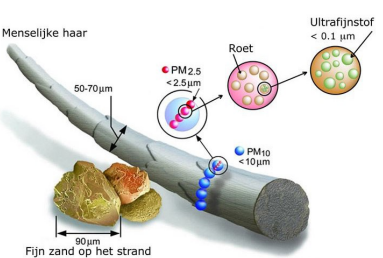 Menselijke haar
50-70μm
PM2.5
<2.5μm
Roet
Ultrafijnstof
< 0.1 μm
PM10
<10μm
90μm
Fijn zand op het strand